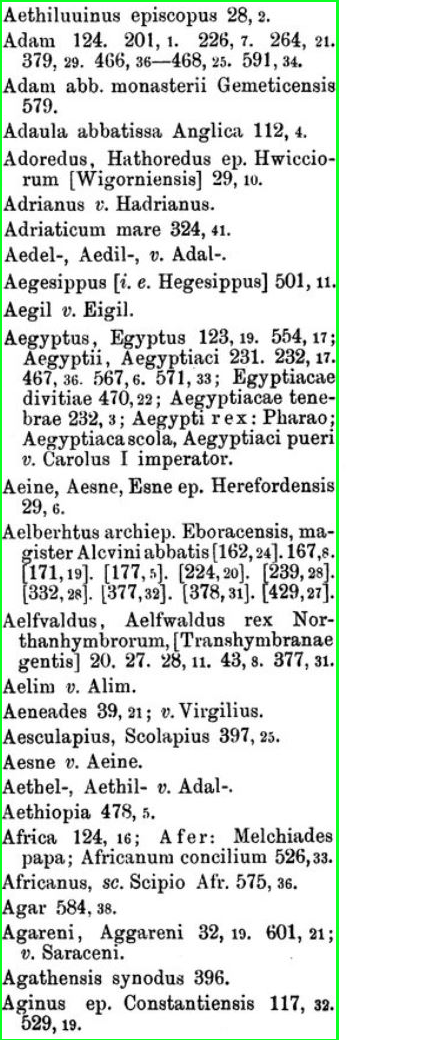 Aethiluuinus episcopus 28, 2.
Adam 124. 201, 1. 226, 7. 264, 21.
379, 29. 466, 36—468, 25. 591, 34.
Adam abb. monasterii Gemeticensis
579.
Adaula abbatissa Anglica 112, 4.
Adoredus, Hathoredus ep. Hwiccio-
rum [Wigorniensis] 29, 10.
Adrianus v. Hadrianus.
Adriaticum mare 324, 41.
Aedel-, Aedil-, v. Adal-.
Aegesippus [i. e. Hegesippus] 501, 11.
Aegil v. Eigil.
Aegyptus, Egyptus 123, 19. 554, 17;
Aegyptii, Aegyptiaci 231. 232, 17.
467, 36. 567, 6. 571, 33; Egyptiacae
divitiae 470, 22; Aegyptiacae tene-
brae 232, 3; Aegypti rex: Pharao;
Aegyptiaca scola, Aegyptiaci pueri
v. Carolus I imperator.
Aeine, Aesne, Esne ep. Herefordensis
29, 6.
Aelberhtus archiep. Eboracensis, ma-
gister Alcvini abbatis [162, 24]. 167, 8.
[171, 19]. [177, 5]. [224, 20]. [239, 28].
[332, 28]. [377, 32]. [378, 31]. [429, 27].
Aelfvaldus, Aelfwaldus rex Nor-
thanhymbrorum, [Transhymbranae
gentis] 20. 27. 28, 11. 43, 8. 377, 31.
Aelim v. Alim.
Aeneades 39, 21; v. Virgilius.
Aesculapius, Scolapius 397, 25.
Aesne v. Aeine.
Aethel-, Aethil- v. Adal-.
Aethiopia 478, 5.
Africa 124, 16; Afer: Melchiades
papa; Africanum concilium 526, 33.
Africanus, sc. Scipio Afr. 575, 36.
Agar 584, 38.
Agareni, Aggareni 32, 19. 601, 21;
v. Saraceni.
Agathensis synodus 396.
Aginus ep. Constantiensis 117, 32.
529, 19.